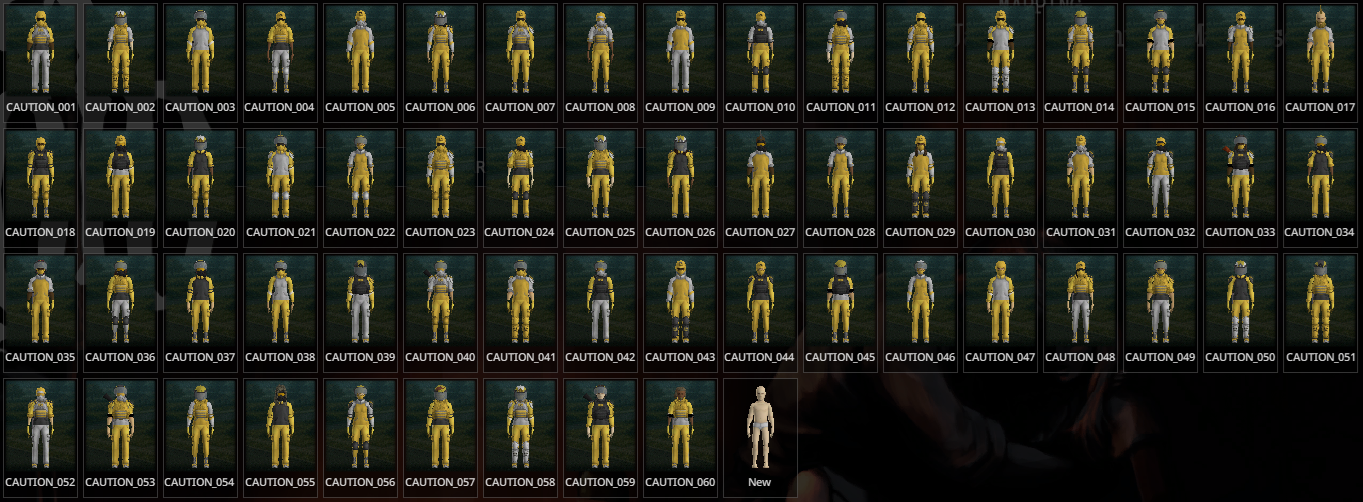 CAUTION_001 CAUTION_002 CAUTION_003 CAUTION_004 CAUTION_005 CAUTION_006 CAUTION_007 CAUTION_008 CAUTION_009 CAUTION_010 CAUTION_011 CAUTION_012 CAUTION_013 CAUTION_014 CAUTION_015 CAUTION_016 CAUTION_017
CAUTION_018 CAUTION_019 CAUTION_020 CAUTION_021 CAUTION_022 CAUTION_023 CAUTION_024 CAUTION_025 CAUTION_026 CAUTION_027 CAUTION_028 CAUTION_029 CAUTION_030 CAUTION_031 CAUTION_032 CAUTION_033 CAUTION_034
CAUTION_035 CAUTION_036 CAUTION_037 CAUTION_038 CAUTION_039 CAUTION_040 CAUTION_041 CAUTION_042 CAUTION_043 CAUTION_044 CAUTION_045 CAUTION_046 CAUTION_047 CAUTION_048 CAUTION_049 CAUTION_050 CAUTION_051
CAUTION_052 CAUTION_053 CAUTION_054 CAUTION_055 CAUTION_056 CAUTION_057 CAUTION_058 CAUTION_059 CAUTION_060 New